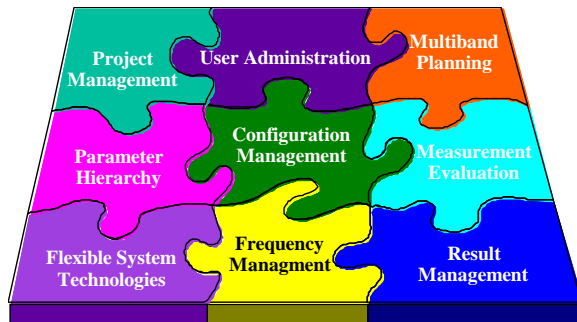 Project
Management
User Administration
Multiband
Planning
Parameter
Hierarchy
Configuration
Management
Measurement
Evaluation
Flexible System
Technologies
Frequency
Managment
Result
Management